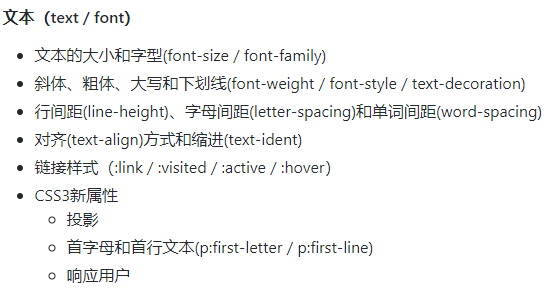 文本（text / font）
文本的大小和字型(font-size / font-family)
斜体、粗体、大写和下划线(font-weight / font-style / text-decoration)
行间距(line-height)、字母间距(letter-spacing)和单词间距(word-spacing)
对齐(text-align)方式和缩进(text-ident)
链接样式（:link / :visited / :active / :hover）
CSS3新属性
投影
首字母和首行文本(p:first-letter / p:first-line)
响应用户